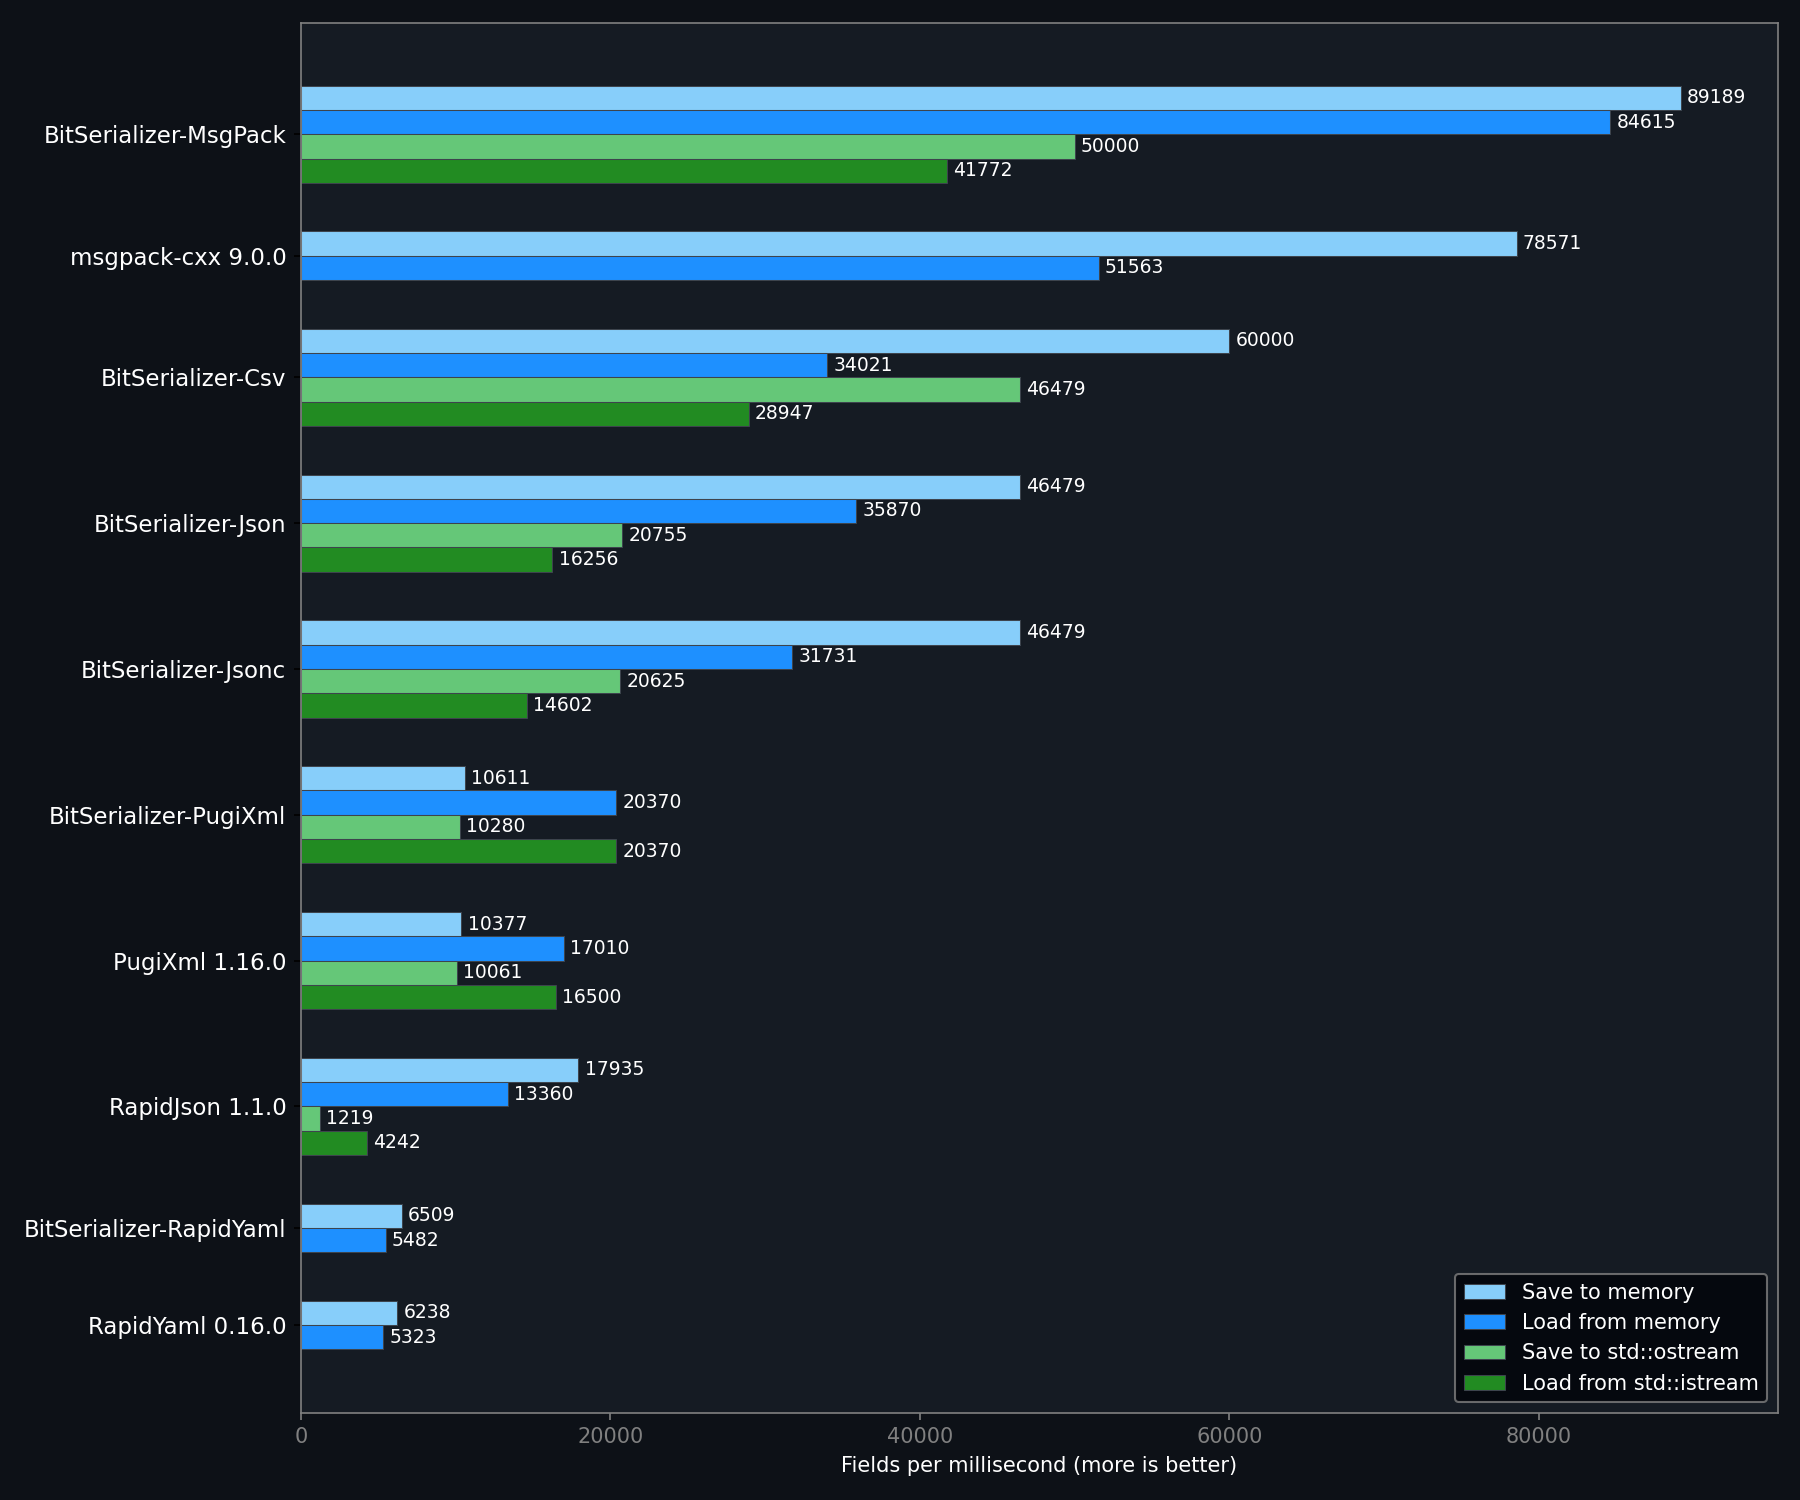 BitSerializer-MsgPack
89189
84615
50000
41772
msgpack-cxx 9.0.0
78571
51563
BitSerializer-Csv
60000
34021
46479
28947
BitSerializer-Json
46479
35870
20755
16256
BitSerializer-Jsonc
46479
31731
20625
14602
BitSerializer-PugiXml
10611
20370
10280
20370
PugiXml 1.16.0
10377
17010
10061
16500
RapidJson 1.1.0
17935
13360
1219
4242
BitSerializer-RapidYaml
6509
5482
RapidYaml 0.16.0
6238
5323
Save to memory
Load from memory
Save to std::ostream
Load from std::istream
0 20000 40000 60000 80000
Fields per millisecond (more is better)